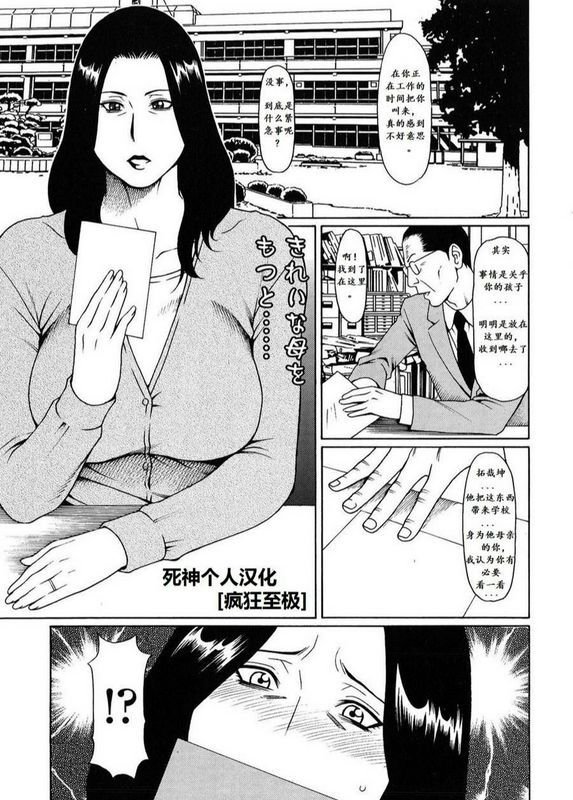 在你正
在工作的
时间把你
叫来，
真的感到
不好意思
。
没事，
到底是
什么紧
急事呢
？
其实
...
事情是关乎
你的孩子
...
明明是放在
这里的，
收到哪去了
...
啊！
找到了
在这里
。
きれいな母を
もつと……
拓哉坤
...
他把这东西
带来学校
...
身为他母亲
的你，
我认为你有
必要
看一看
...
死神个人汉化
[疯狂至极]
!?